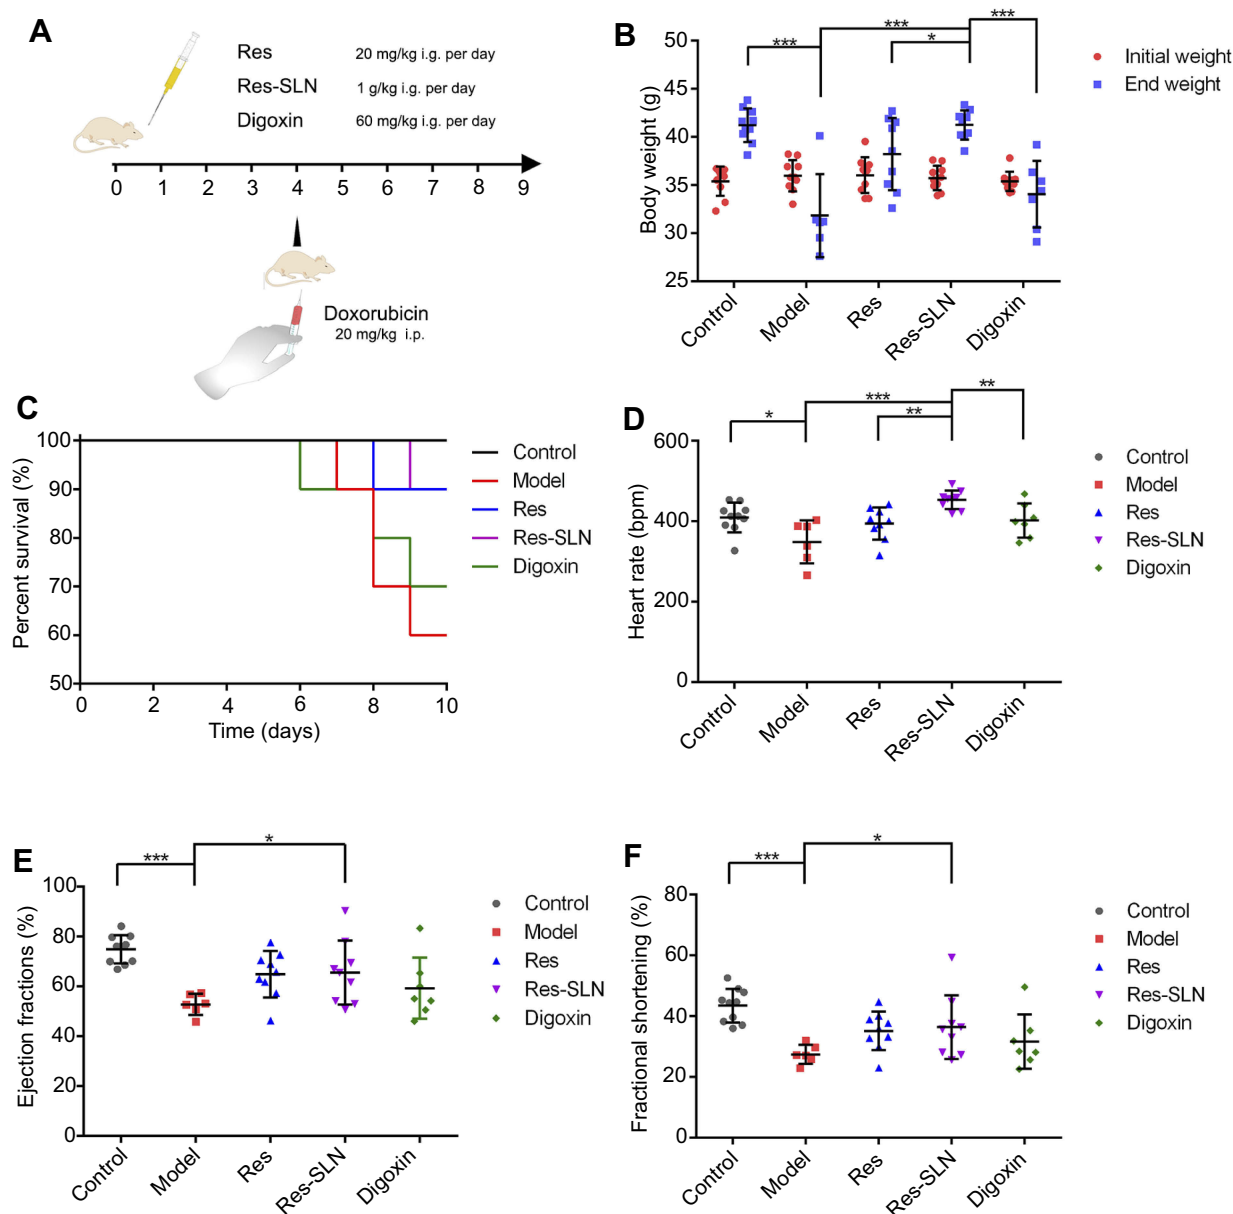 A
Res 20 mg/kg i.g. per day
Res-SLN 1 g/kg i.g. per day
Digoxin 60 mg/kg i.g. per day
0 1 2 3 4 5 6 7 8 9
Doxorubicin
20 mg/kg i.p.
B
*** *** * ***
Body weight (g)
50
45
40
35
30
25
Control Model Res Res-SLN Digoxin
Initial weight
End weight
C
Percent survival (%)
100
90
80
70
60
50
0 2 4 6 8 10
Time (days)
Control
Model
Res
Res-SLN
Digoxin
D
* *** ** **
Heart rate (bpm)
600
400
200
0
Control Model Res Res-SLN Digoxin
Control
Model
Res
Res-SLN
Digoxin
E
*** *
Ejection fractions (%)
100
80
60
40
20
0
Control Model Res Res-SLN Digoxin
Control
Model
Res
Res-SLN
Digoxin
F
*** *
Fractional shortening (%)
80
60
40
20
0
Control Model Res Res-SLN Digoxin
Control
Model
Res
Res-SLN
Digoxin